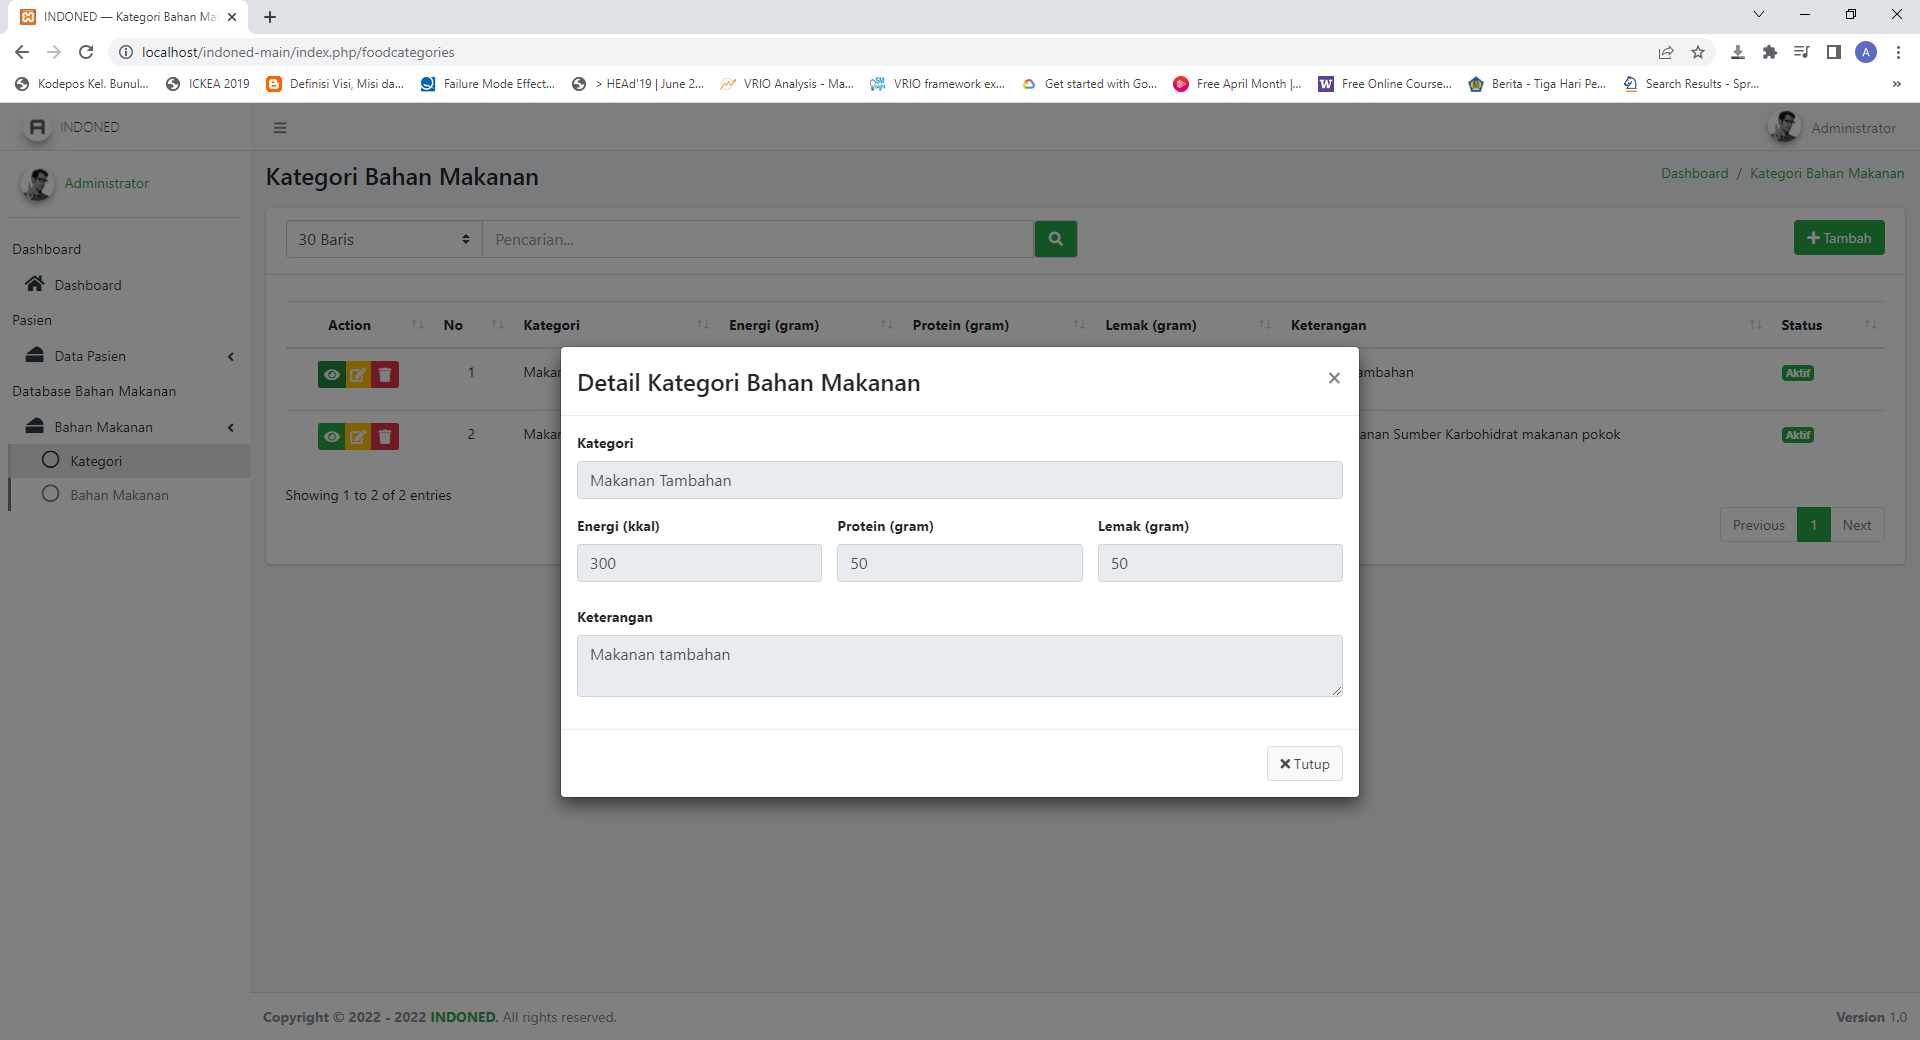 INDONED — Kategori Bahan Ma
localhost/indoned-main/index.php/foodcategories
A
Kodepos Kel. Bunul...
ICKEA 2019
Definisi Visi, Misi da...
Failure Mode Effect...
> HEAd'19 | June 2...
VRIO Analysis - Ma...
VRIO framework ex...
Get started with Go...
Free April Month |...
Free Online Course...
Berita - Tiga Hari Pe...
Search Results - Spr...
»
INDONED
Administrator
Administrator
Dashboard
Dashboard
Pasien
Data Pasien
Database Bahan Makanan
Bahan Makanan
Kategori
Bahan Makanan
Kategori Bahan Makanan
Dashboard / Kategori Bahan Makanan
30 Baris
Pencarian...
Tambah
Action No Kategori Energi (gram) Protein (gram) Lemak (gram) Keterangan Status
1 Makan ambahan Aktif
2 Makan anan Sumber Karbohidrat makanan pokok Aktif
Showing 1 to 2 of 2 entries
Previous 1 Next
Detail Kategori Bahan Makanan
×
Kategori
Makanan Tambahan
Energi (kkal) Protein (gram) Lemak (gram)
300 50 50
Keterangan
Makanan tambahan
Tutup
Copyright © 2022 - 2022 INDONED. All rights reserved.
Version 1.0